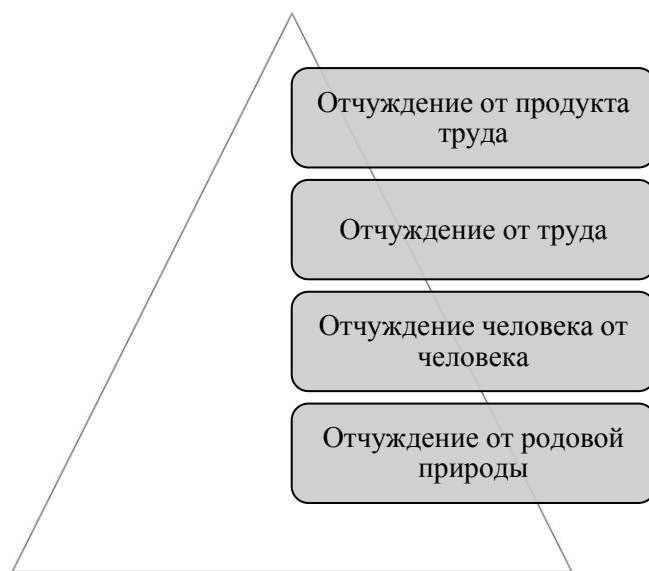 Отчуждение от продукта
труда
Отчуждение от труда
Отчуждение человека от
человека
Отчуждение от родовой
природы